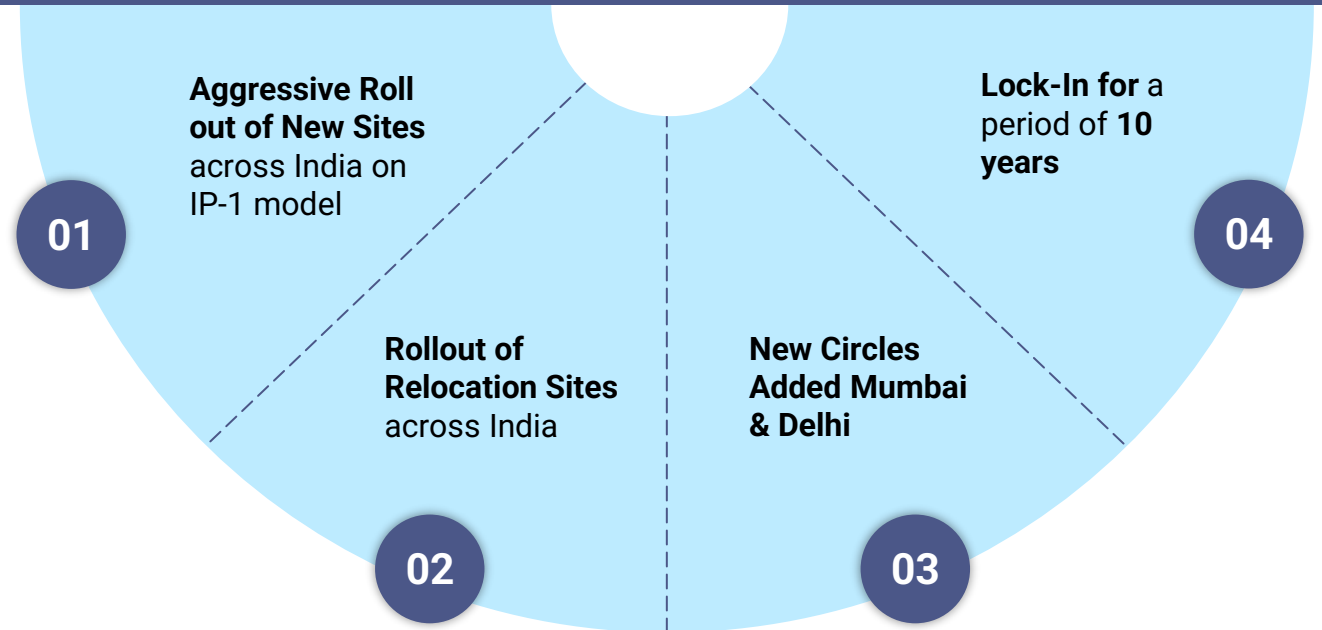 01
Aggressive Roll
out of New Sites
across India on
IP-1 model
02
Rollout of
Relocation Sites
across India
03
New Circles
Added Mumbai
& Delhi
04
Lock-In for a
period of 10
years